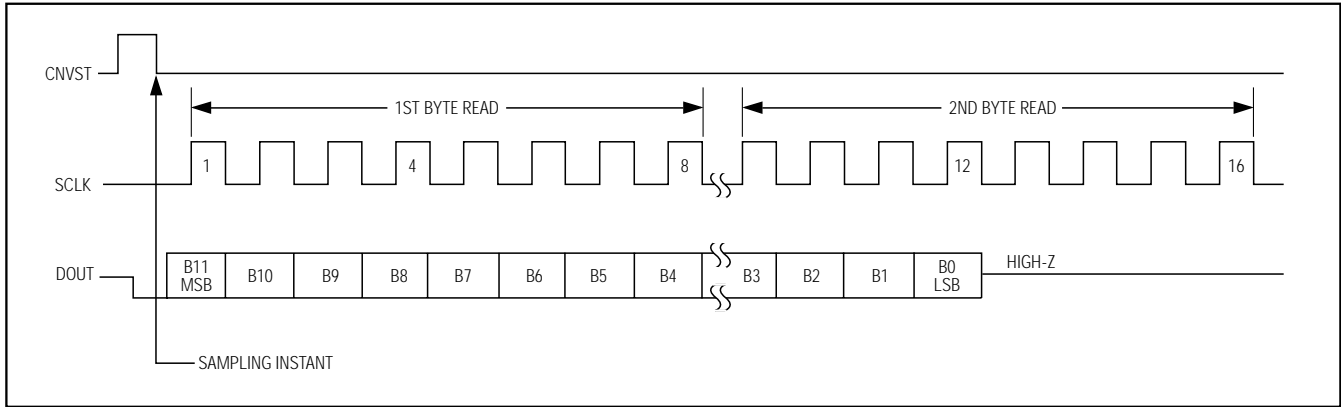 CNVST
1ST BYTE READ
2ND BYTE READ
SCLK
1
4
8
12
16
DOUT
B11
MSB
B10
B9
B8
B7
B6
B5
B4
B3
B2
B1
B0
LSB
HIGH-Z
SAMPLING INSTANT